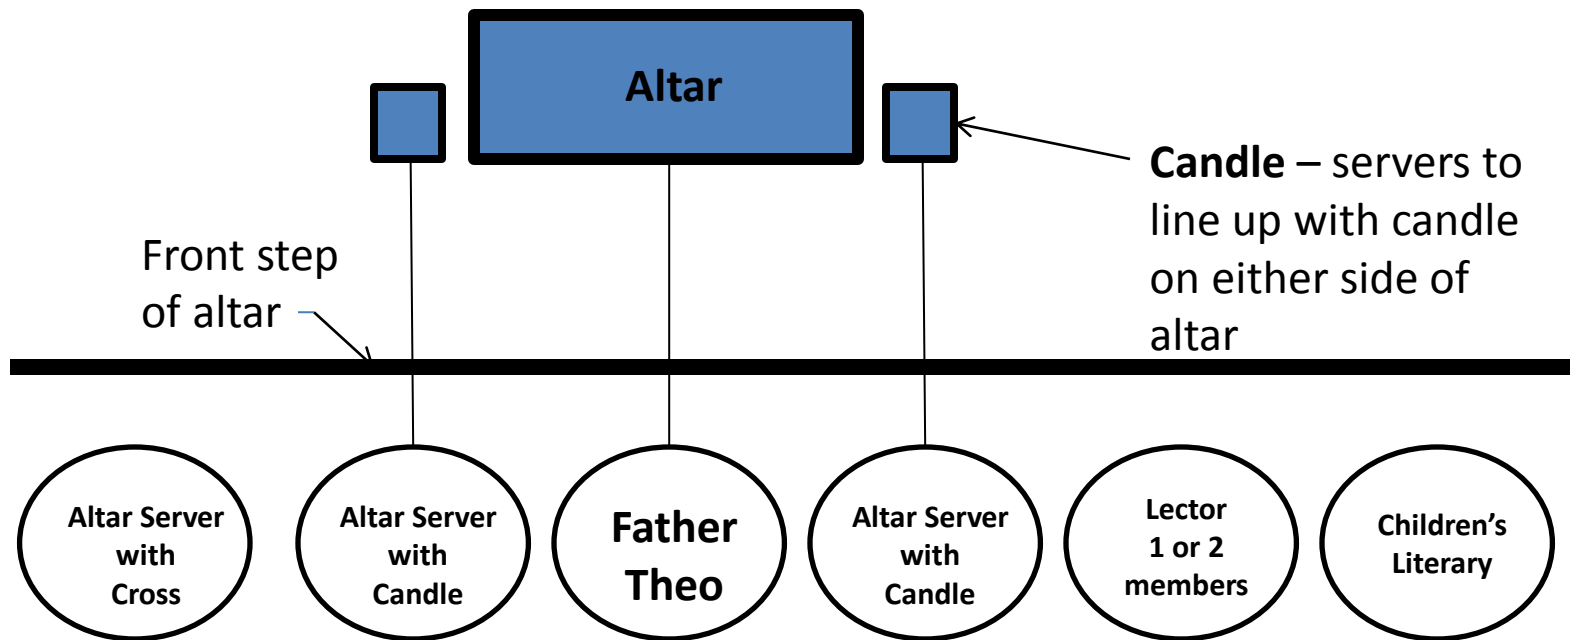 Altar
Candle – servers to
line up with candle
on either side of
altar
Front step
of altar
Altar Server
with
Cross
Altar Server
with
Candle
Father
Theo
Altar Server
with
Candle
Lector
1 or 2
members
Children’s
Literary